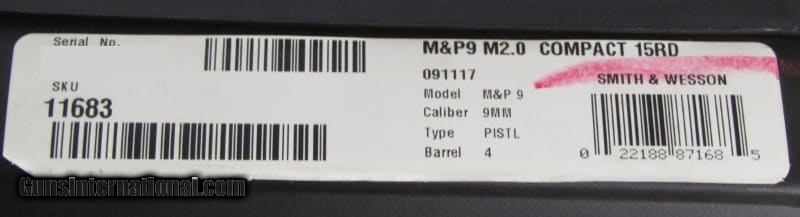 Serial No.
M&P9 M2.0 COMPACT 15RD
091117
SMITH & WESSON
SKU
11683
Model M&P 9
Caliber 9MM
Type PISTL
Barrel 4
0 22188 87168 5
GunsInternational.com